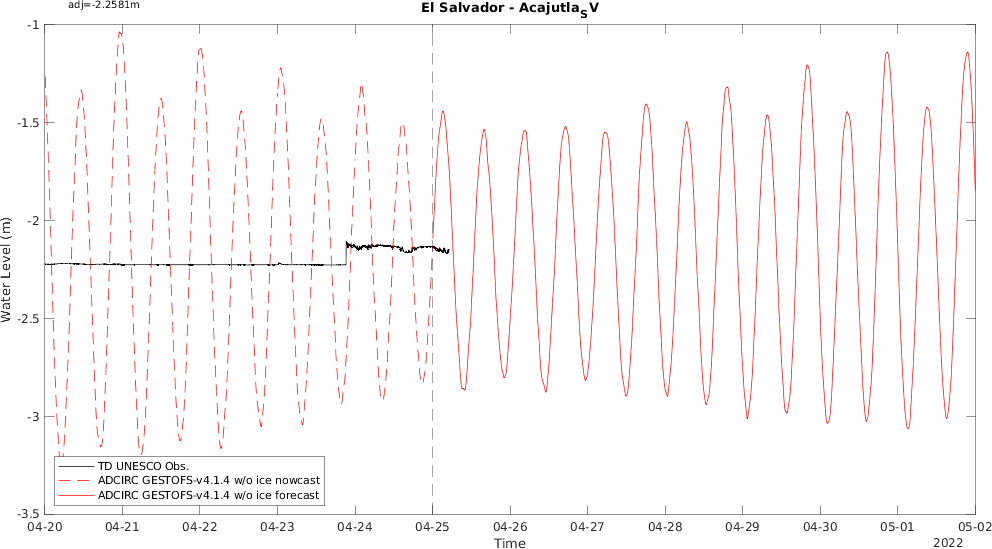 adj=-2.2581m
El Salvador - Acajutla_SV
Water Level (m)
-1
-1.5
-2
-2.5
-3
-3.5
TD UNESCO Obs.
ADCIRC GESTOFS-v4.1.4 w/o ice nowcast
ADCIRC GESTOFS-v4.1.4 w/o ice forecast
04-20 04-21 04-22 04-23 04-24 04-25 04-26 04-27 04-28 04-29 04-30 05-01 05-02
Time
2022